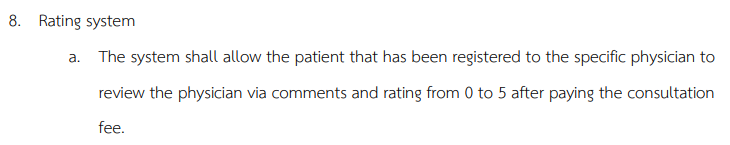 8. Rating system
a. The system shall allow the patient that has been registered to the specific physician to
review the physician via comments and rating from 0 to 5 after paying the consultation
fee.